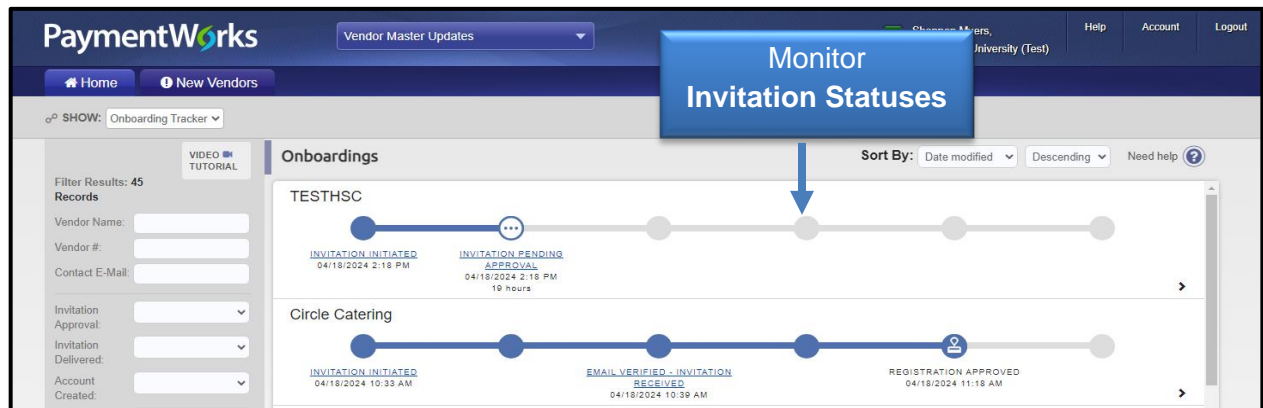 PaymentWorks
Vendor Master Updates
Help
Account
Logout
Monitor
Invitation Statuses
University (Test)
Home
New Vendors
SHOW: Onboarding Tracker
VIDEO
TUTORIAL
Filter Results: 45
Records
Vendor Name:
Vendor #:
Contact E-Mail:
Invitation
Approval:
Invitation
Delivered:
Account
Created:
Onboardings
Sort By: Date modified Descending Need help ?
TESTHSC
INVITATION INITIATED
04/18/2024 2:18 PM
INVITATION PENDING
APPROVAL
04/18/2024 2:18 PM
19 hours
Circle Catering
INVITATION INITIATED
04/18/2024 10:33 AM
EMAIL VERIFIED - INVITATION
RECEIVED
04/18/2024 10:39 AM
REGISTRATION APPROVED
04/18/2024 11:18 AM